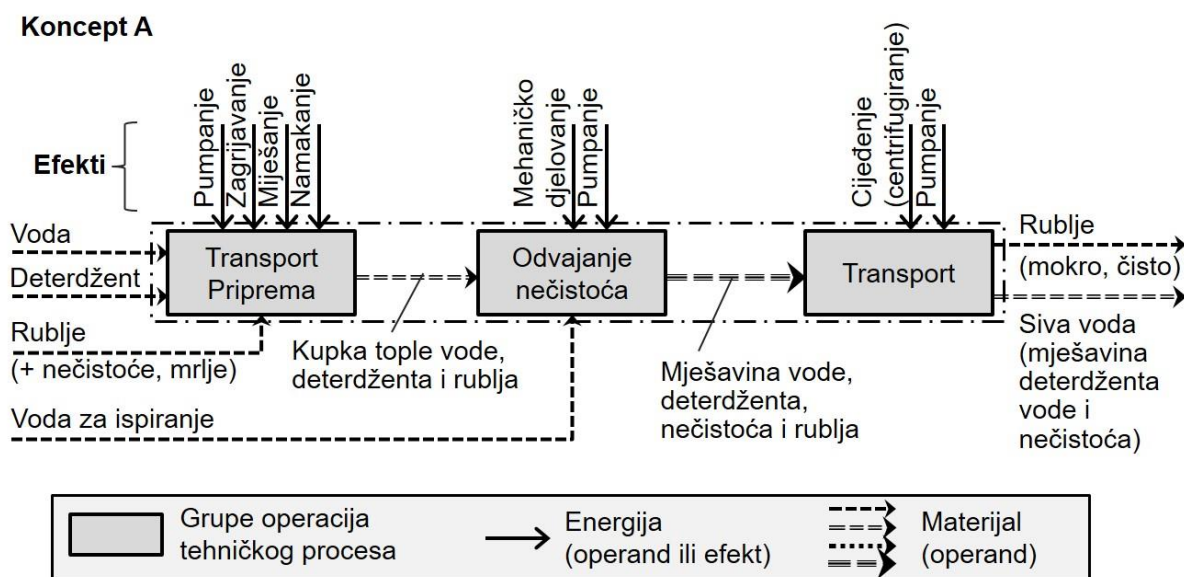 Koncept A
Efekti
Pumpanje
Zagrijavanje
Miješanje
Namakanje
Mehaničko
djelovanje
Pumpanje
Cijeđenje
(centrifugiranje)
Pumpanje
Voda
Deterdžent
Rublje
(+ nečistoće, mrlje)
Voda za ispiranje
Transport
Priprema
Kupka tople vode,
deterdženta i rublja
Odvajanje
nečistoća
Mješavina vode,
deterdženta,
nečistoća i rublja
Transport
Rublje
(mokro, čisto)
Siva voda
(mješavina
deterdženta
vode i
nečistoća)
Grupe operacija
tehničkog procesa
Energija
(operand ili efekt)
Materijal
(operand)